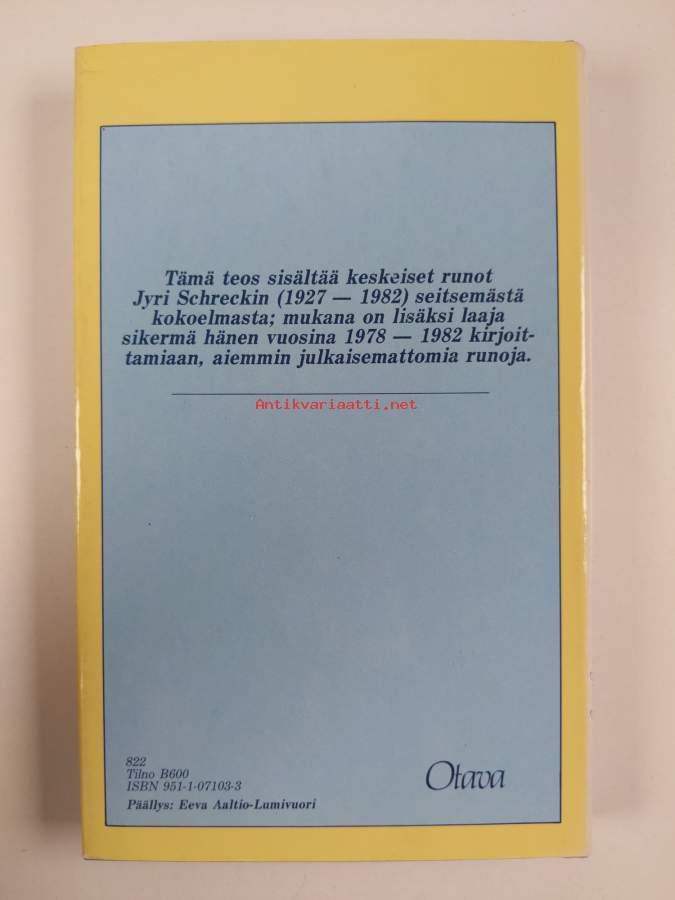 Tämä teos sisältää keskeiset runot
Jyri Schreckin (1927 — 1982) seitsemästä
kokoelmasta; mukana on lisäksi laaja
sikermä hänen vuosina 1978 — 1982 kirjoit-
tamiaan, aiemmin julkaisemattomia runoja.
Antikvariaatti.net
822
Tilno B600
ISBN 951-1-07103-3
Päällys: Eeva Aaltio-Lumivuori
Otava